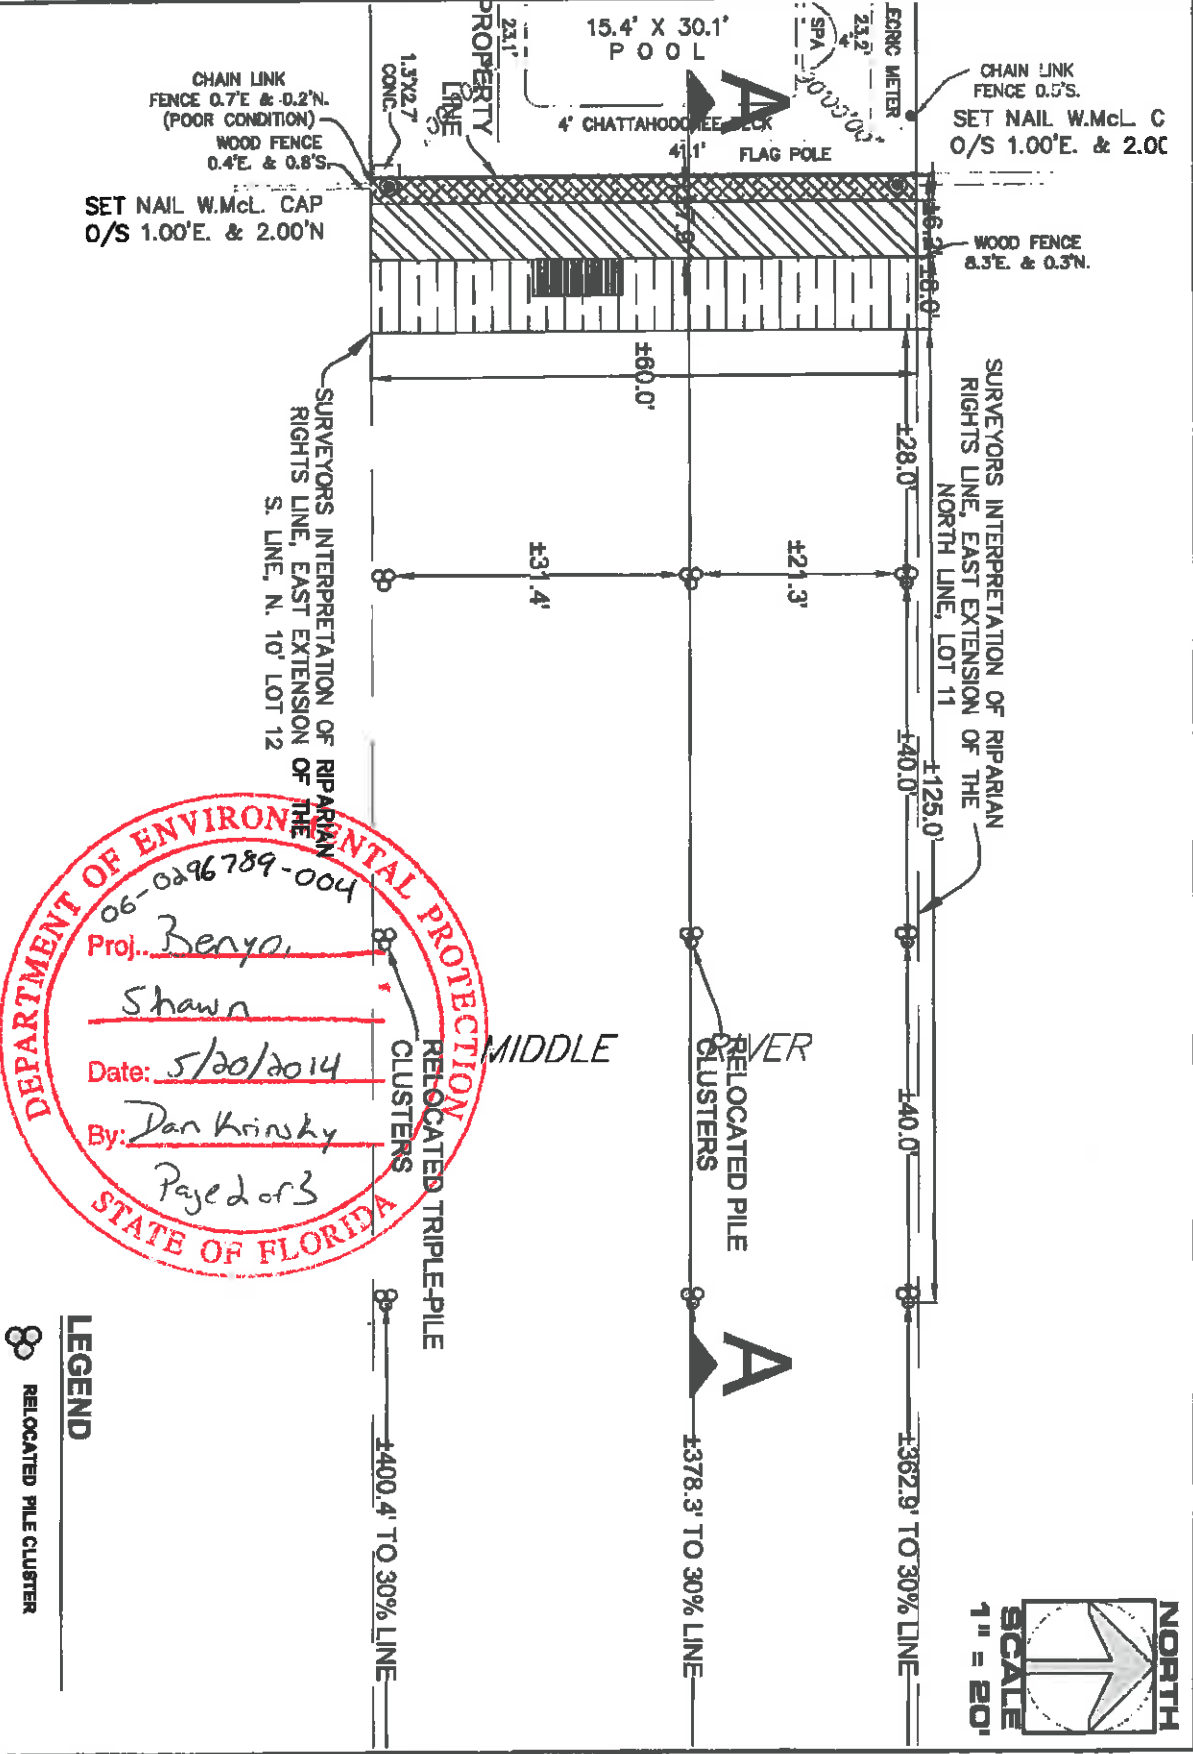 15.4' X 30.1'
POOL
SPA
4'
23.2'
ECRIC METER
23.1'
PROPERTY
LINE
1.3'X2.7'
CONC.
4' CHATTAHOOCHEE DECK
4.1'
FLAG POLE
A
CHAIN LINK
FENCE 0.7'E & 0.2'N.
(POOR CONDITION)
WOOD FENCE
0.4'E. & 0.8'S.
SET NAIL W.McL. CAP
O/S 1.00'E. & 2.00'N
CHAIN LINK
FENCE 0.5'S.
SET NAIL W.McL. C
O/S 1.00'E. & 2.00
WOOD FENCE
8.3'E. & 0.3'N.
±6.2'
±8.0'
±60.0'
±28.0'
±31.4'
±21.3'
±40.0'
±125.0'
±40.0'
SURVEYORS INTERPRETATION OF RIPARIAN
RIGHTS LINE, EAST EXTENSION OF THE
NORTH LINE, LOT 11
SURVEYORS INTERPRETATION OF RIPARIAN
RIGHTS LINE, EAST EXTENSION OF THE
S. LINE, N. 10' LOT 12
MIDDLE RIVER
RELOCATED PILE
CLUSTERS
RELOCATED TRIPLE-PILE
CLUSTERS
DEPARTMENT OF ENVIRONMENTAL PROTECTION
06-0296789-004
Proj.. Benyo,
Shawn
Date: 5/20/2014
By: Dan Krinsky
Page 2 of 3
STATE OF FLORIDA
A
±400.4' TO 30% LINE
±378.3' TO 30% LINE
±362.9' TO 30% LINE
LEGEND
RELOCATED PILE CLUSTER
NORTH
SCALE
1" = 20'